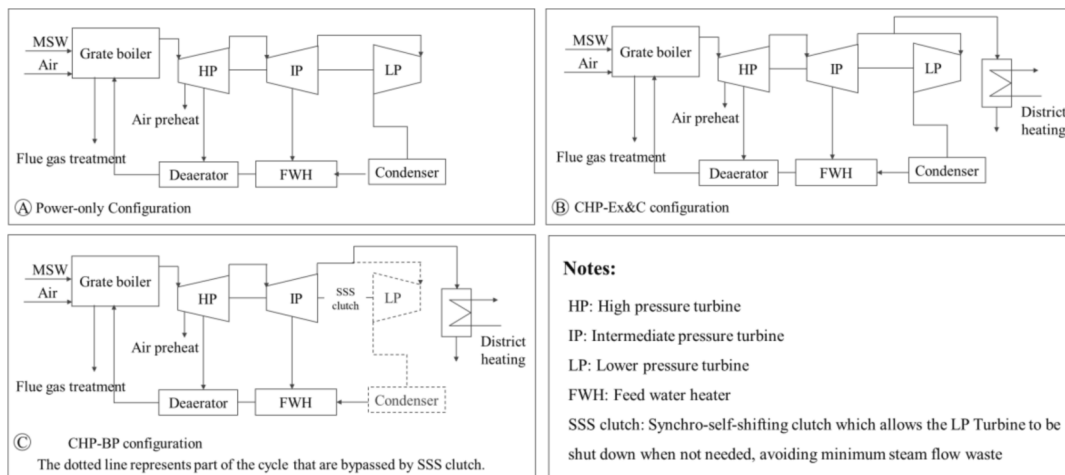 MSW
Air
Grate boiler
HP
IP
LP
Air preheat
Flue gas treatment
Deaerator
FWH
Condenser
A Power-only Configuration
MSW
Air
Grate boiler
HP
IP
LP
Air preheat
District
heating
Flue gas treatment
Deaerator
FWH
Condenser
B CHP-Ex&C configuration
MSW
Air
Grate boiler
HP
IP
SSS
clutch
LP
Air preheat
District
heating
Flue gas treatment
Deaerator
FWH
Condenser
C CHP-BP configuration
The dotted line represents part of the cycle that are bypassed by SSS clutch.
Notes:
HP: High pressure turbine
IP: Intermediate pressure turbine
LP: Lower pressure turbine
FWH: Feed water heater
SSS clutch: Synchro-self-shifting clutch which allows the LP Turbine to be
shut down when not needed, avoiding minimum steam flow waste